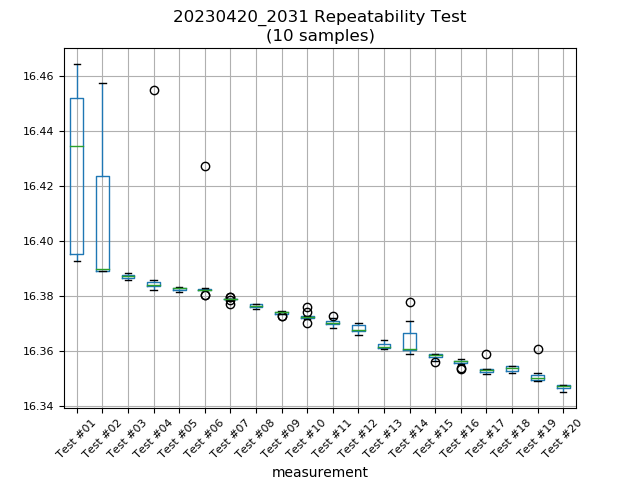 20230420_2031 Repeatability Test
(10 samples)
16.46
16.44
16.42
16.40
16.38
16.36
16.34
Test #01
Test #02
Test #03
Test #04
Test #05
Test #06
Test #07
Test #08
Test #09
Test #10
Test #11
Test #12
Test #13
Test #14
Test #15
Test #16
Test #17
Test #18
Test #19
Test #20
measurement